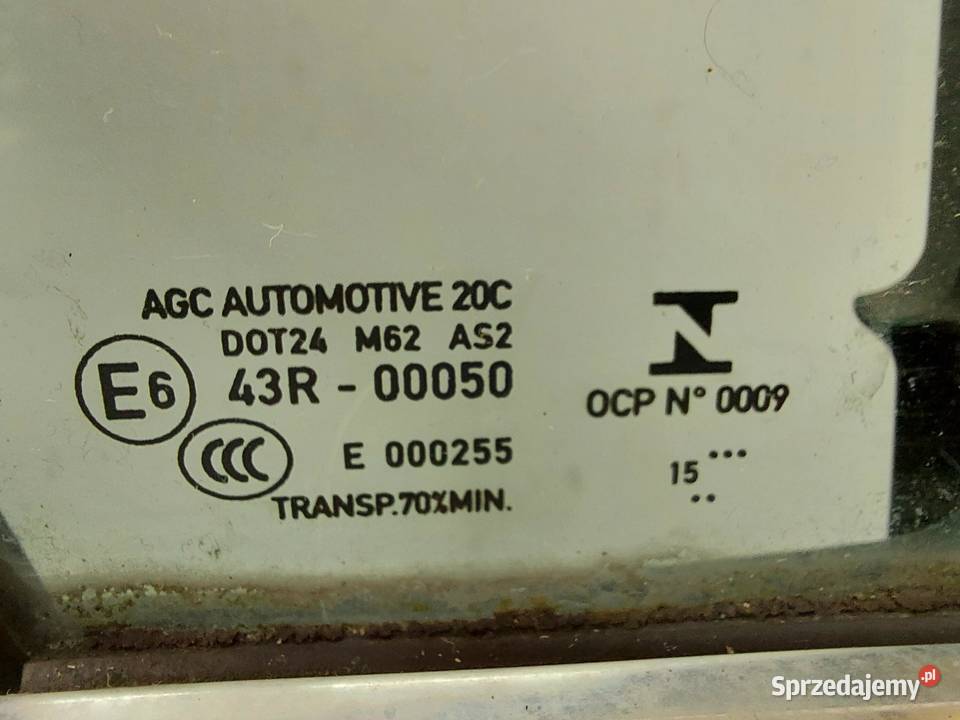 AGC AUTOMOTIVE 20C
DOT24 M62 AS2
E6 43R - 00050
CCC E 000255
TRANSP.70%MIN.
N
OCP N° 0009
15 ... ..
Sprzedajemy.pl